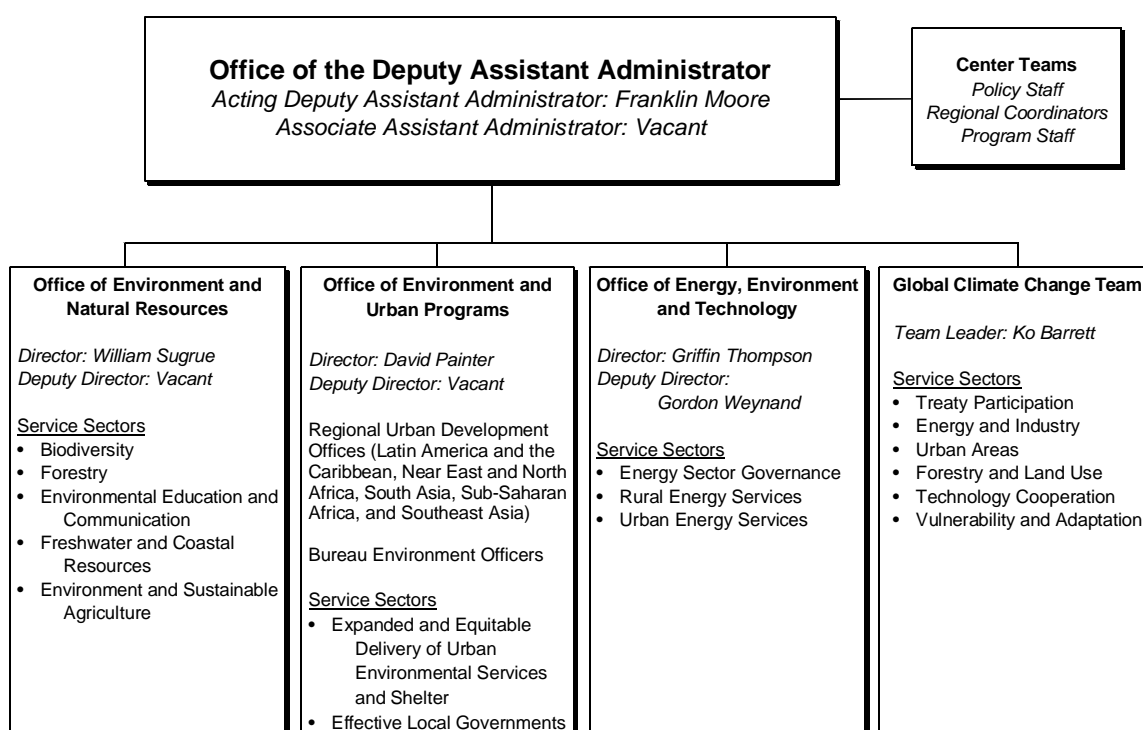 Office of the Deputy Assistant Administrator
Acting Deputy Assistant Administrator: Franklin Moore
Associate Assistant Administrator: Vacant
Center Teams
Policy Staff
Regional Coordinators
Program Staff
Office of Environment and
Natural Resources
Director: William Sugrue
Deputy Director: Vacant
Service Sectors
• Biodiversity
• Forestry
• Environmental Education and
Communication
• Freshwater and Coastal
Resources
• Environment and Sustainable
Agriculture
Office of Environment and
Urban Programs
Director: David Painter
Deputy Director: Vacant
Regional Urban Development
Offices (Latin America and the
Caribbean, Near East and North
Africa, South Asia, Sub-Saharan
Africa, and Southeast Asia)
Bureau Environment Officers
Service Sectors
• Expanded and Equitable
Delivery of Urban
Environmental Services
and Shelter
• Effective Local Governments
Office of Energy, Environment
and Technology
Director: Griffin Thompson
Deputy Director:
Gordon Weynand
Service Sectors
• Energy Sector Governance
• Rural Energy Services
• Urban Energy Services
Global Climate Change Team
Team Leader: Ko Barrett
Service Sectors
• Treaty Participation
• Energy and Industry
• Urban Areas
• Forestry and Land Use
• Technology Cooperation
• Vulnerability and Adaptation